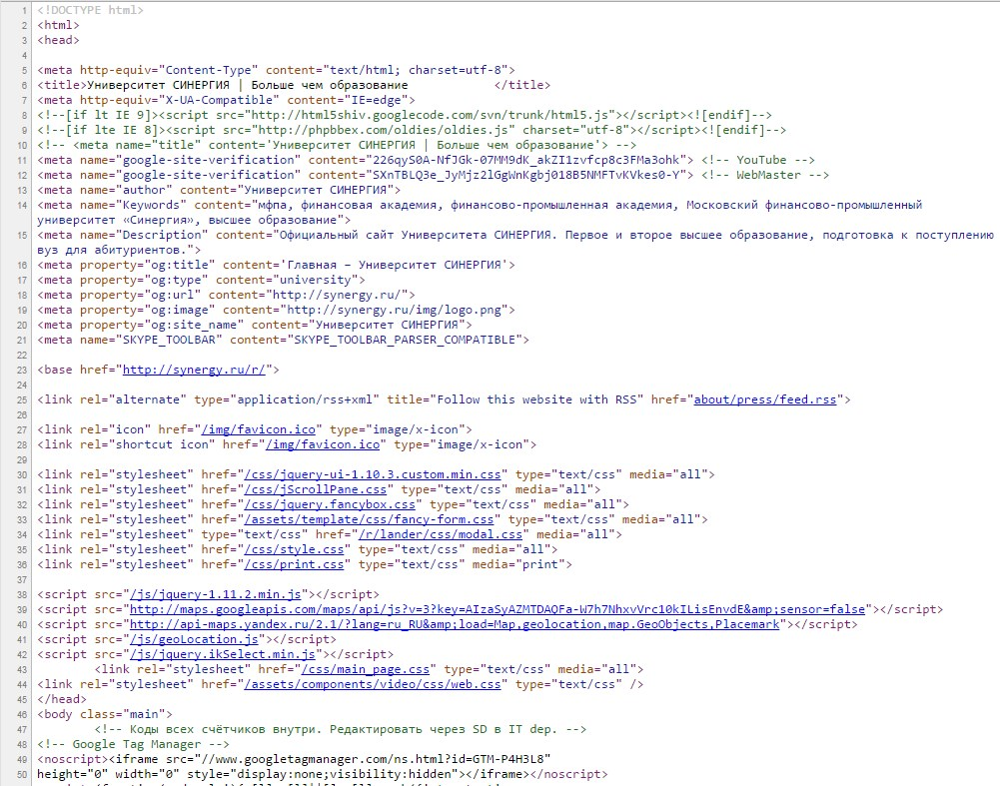 1 <!DOCTYPE html>
2 <html>
3 <head>
4
5 <meta http-equiv="Content-Type" content="text/html; charset=utf-8">
6 <title>Университет СИНЕРГИЯ | Больше чем образование </title>
7 <meta http-equiv="X-UA-Compatible" content="IE=edge">
8 <!--[if lt IE 9]><script src="http://html5shiv.googlecode.com/svn/trunk/html5.js"></script><![endif]-->
9 <!--[if lte IE 8]><script src="http://phpbbex.com/oldies/oldies.js" charset="utf-8"></script><![endif]-->
10 <!-- <meta name="title" content='Университет СИНЕРГИЯ | Больше чем образование'> -->
11 <meta name="google-site-verification" content="226qyS0A-NfJGk-07MM9dK_akZI1zvfcp8c3FMa3ohk"> <!-- YouTube -->
12 <meta name="google-site-verification" content="SXnTBLQ3e_JyMjz2lGgWnKgbj018B5NMFTvKVkes0-Y"> <!-- WebMaster -->
13 <meta name="author" content="Университет СИНЕРГИЯ">
14 <meta name="Keywords" content="мфпа, финансовая академия, финансово-промышленная академия, Московский финансово-промышленный
университет «Синергия», высшее образование">
15 <meta name="Description" content="Официальный сайт Университета СИНЕРГИЯ. Первое и второе высшее образование, подготовка к поступлению
вуз для абитуриентов.">
16 <meta property="og:title" content='Главная – Университет СИНЕРГИЯ'>
17 <meta property="og:type" content="university">
18 <meta property="og:url" content="http://synergy.ru/">
19 <meta property="og:image" content="http://synergy.ru/img/logo.png">
20 <meta property="og:site_name" content="Университет СИНЕРГИЯ">
21 <meta name="SKYPE_TOOLBAR" content="SKYPE_TOOLBAR_PARSER_COMPATIBLE">
22
23 <base href="http://synergy.ru/r/">
24
25 <link rel="alternate" type="application/rss+xml" title="Follow this website with RSS" href="about/press/feed.rss">
26
27 <link rel="icon" href="/img/favicon.ico" type="image/x-icon">
28 <link rel="shortcut icon" href="/img/favicon.ico" type="image/x-icon">
29
30 <link rel="stylesheet" href="/css/jquery-ui-1.10.3.custom.min.css" type="text/css" media="all">
31 <link rel="stylesheet" href="/css/jScrollPane.css" type="text/css" media="all">
32 <link rel="stylesheet" href="/css/jquery.fancybox.css" type="text/css" media="all">
33 <link rel="stylesheet" href="/assets/template/css/fancy-form.css" type="text/css" media="all">
34 <link rel="stylesheet" type="text/css" href="/r/lander/css/modal.css" media="all">
35 <link rel="stylesheet" href="/css/style.css" type="text/css" media="all">
36 <link rel="stylesheet" href="/css/print.css" type="text/css" media="print">
37
38 <script src="/js/jquery-1.11.2.min.js"></script>
39 <script src="http://maps.googleapis.com/maps/api/js?v=3?key=AIzaSyAZMTDAQFa-W7h7NhxvVrc10kILisEnvdE&amp;sensor=false"></script>
40 <script src="http://api-maps.yandex.ru/2.1/?lang=ru_RU&amp;load=Map,geolocation,map.GeoObjects,Placemark"></script>
41 <script src="/js/geoLocation.js"></script>
42 <script src="/js/jquery.ikSelect.min.js"></script>
43 <link rel="stylesheet" href="/css/main_page.css" type="text/css" media="all">
44 <link rel="stylesheet" href="/assets/components/video/css/web.css" type="text/css" />
45 </head>
46 <body class="main">
47 <!-- Коды всех счётчиков внутри. Редактировать через SD в IT dep. -->
48 <!-- Google Tag Manager -->
49 <noscript><iframe src="//www.googletagmanager.com/ns.html?id=GTM-P4H3L8"
50 height="0" width="0" style="display:none;visibility:hidden"></iframe></noscript>